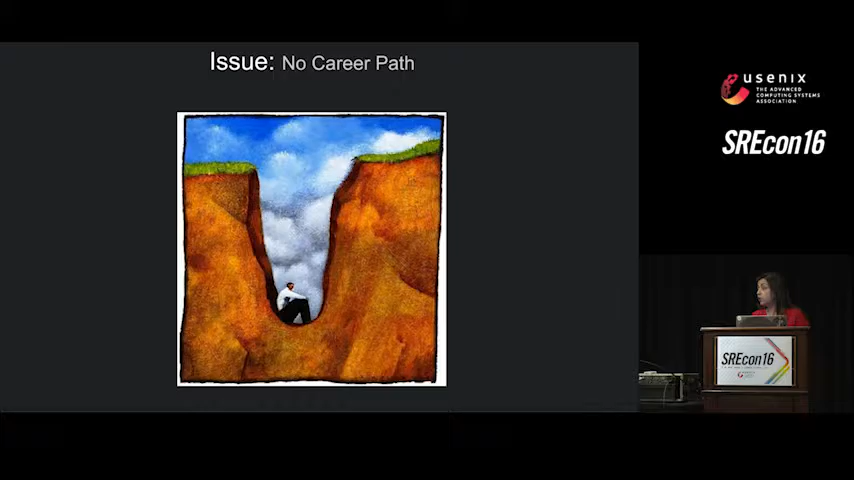 Issue: No Career Path
usenix
THE ADVANCED
COMPUTING SYSTEMS
ASSOCIATION
SREcon16
SREcon16